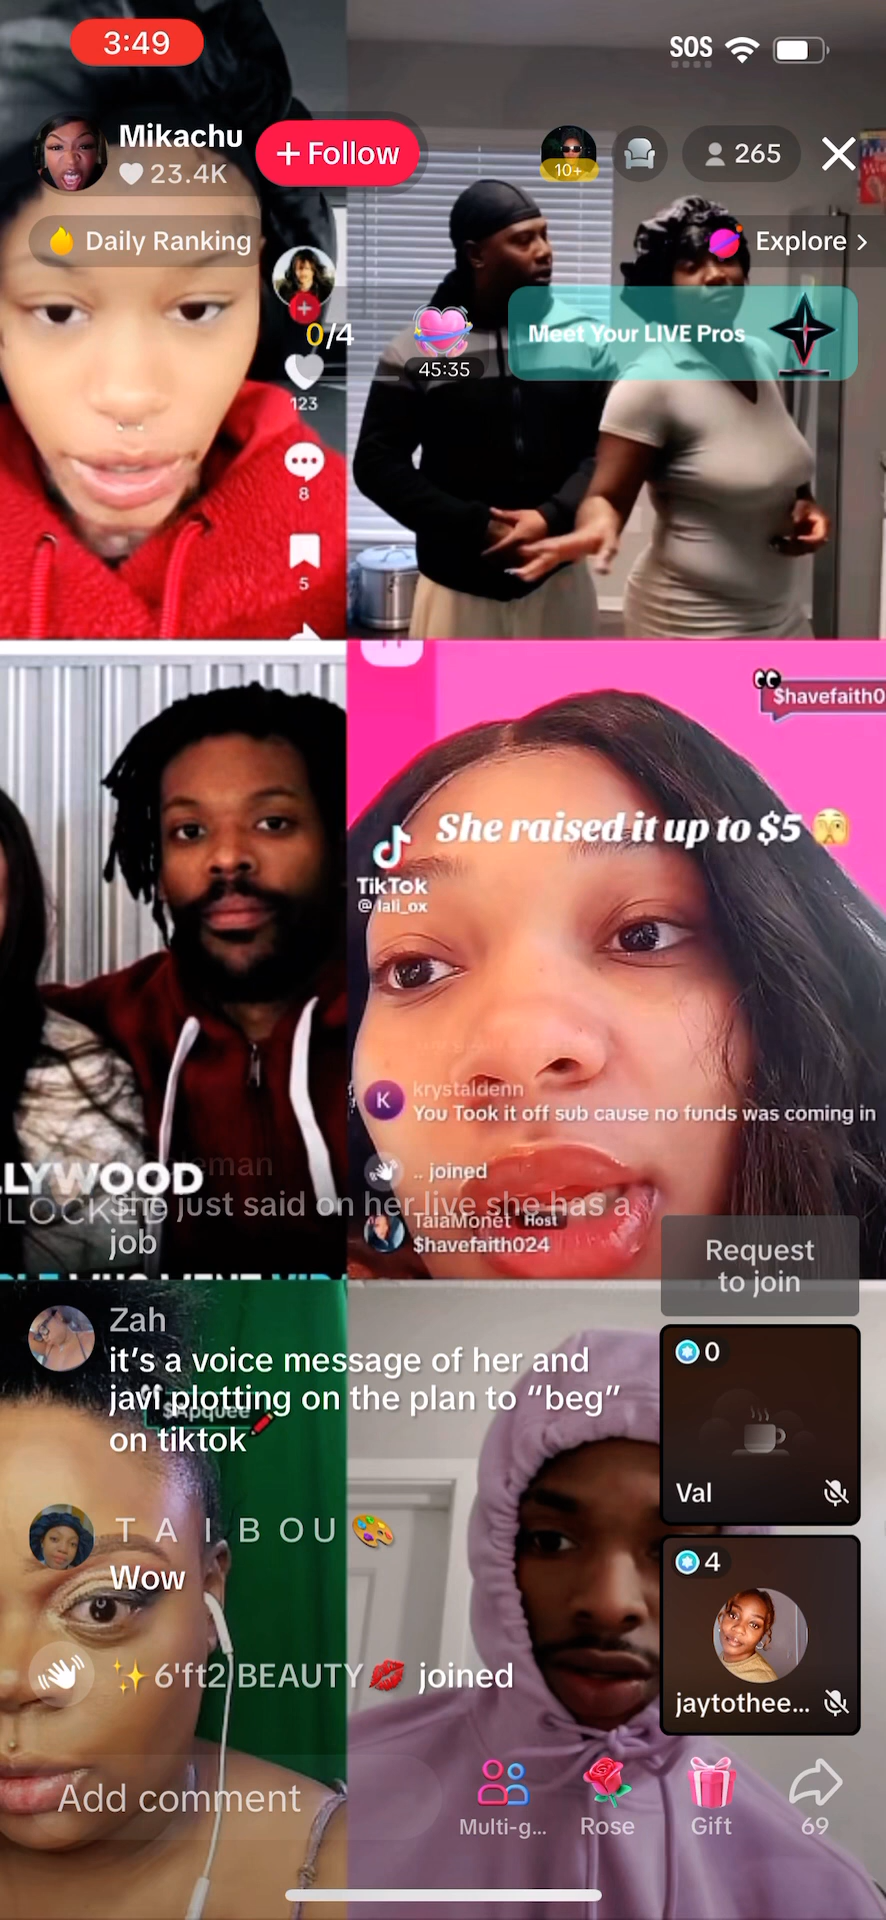 3:49
SOS
Mikachu
23.4K
+ Follow
10+
265
Daily Ranking
Explore >
0/4
45:35
Meet Your LIVE Pros
123
8
5
$havefaith0
She raised it up to $5
TikTok
@lali_ox
krystaldenn
You Took it off sub cause no funds was coming in
.. joined
TaiaMonet Host
$havefaith024
LLYWOOD
NLOCKED
she just said on her live she has a
job
Request
to join
Zah
it's a voice message of her and
javi plotting on the plan to "beg"
on tiktok
$Apquee
0
Val
T A I B O U
Wow
4
jaytothee...
✨6'ft2 BEAUTY💋 joined
Add comment
Multi-g...
Rose
Gift
69